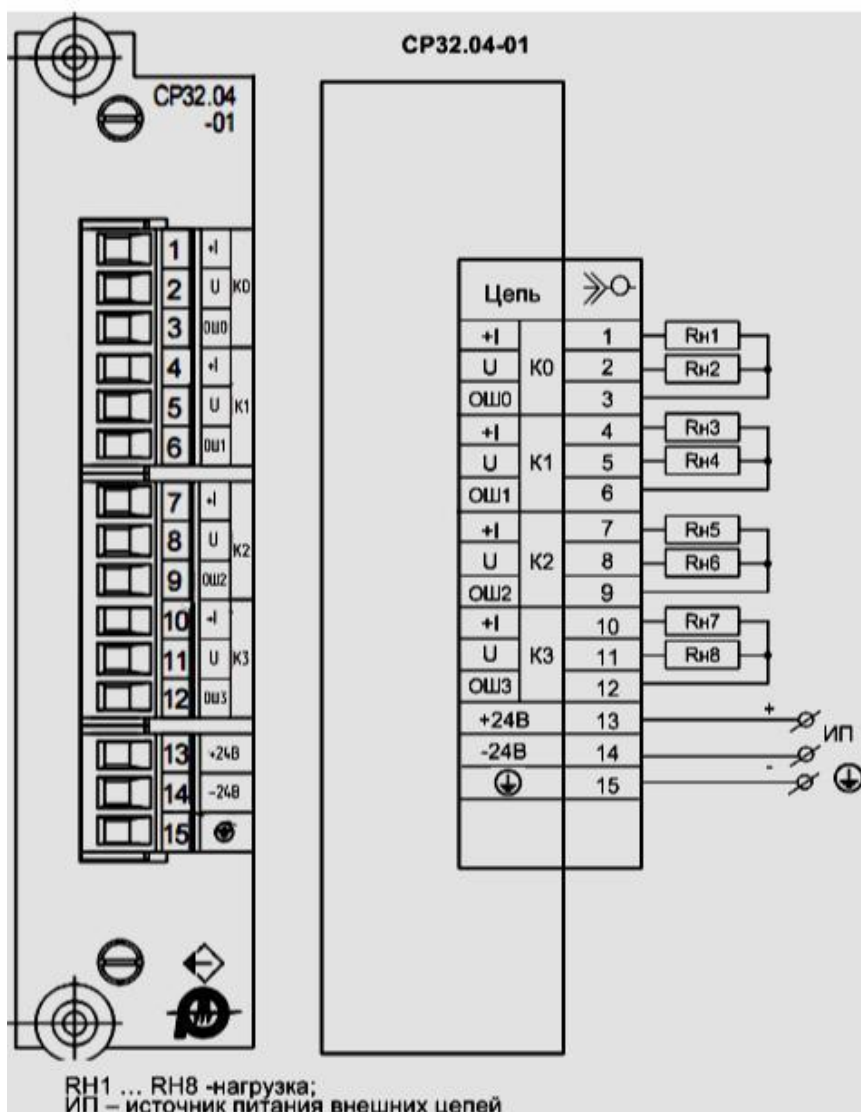 СР32.04-01
СР32.04
-01
1 +I
2 U К0
3 ОШ0
4 +I
5 U К1
6 ОШ1
7 +I
8 U К2
9 ОШ2
10 +I
11 U К3
12 ОШ3
13 +24В
14 -24В
15
Цепь
+I 1 Rн1
U К0 2 Rн2
ОШ0 3
+I 4 Rн3
U К1 5 Rн4
ОШ1 6
+I 7 Rн5
U К2 8 Rн6
ОШ2 9
+I 10 Rн7
U К3 11 Rн8
ОШ3 12
+24В 13 +
ИП
-24В 14 -
15
RН1 ... RН8 -нагрузка;
ИП – источник питания внешних цепей